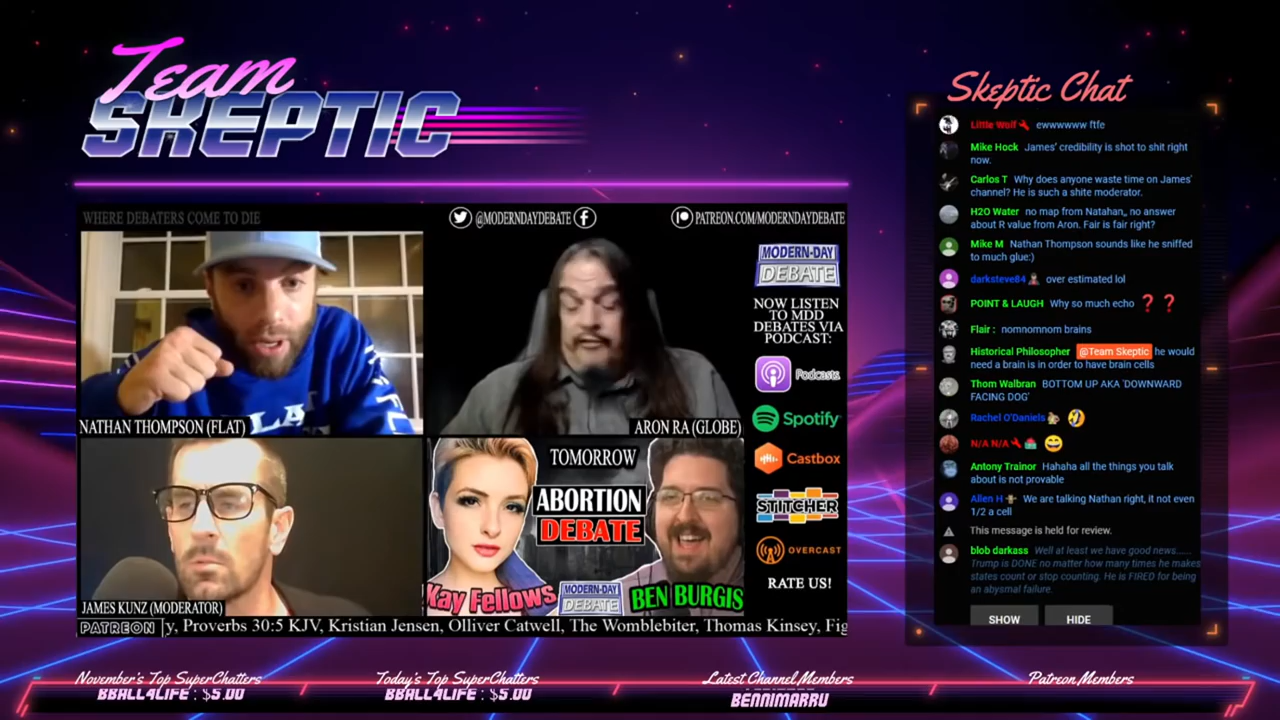 Team
SKEPTIC
WHERE DEBATERS COME TO DIE
@MODERNDAYDEBATE
PATREON.COM/MODERNDAYDEBATE
NATHAN THOMPSON (FLAT)
ARON RA (GLOBE)
JAMES KUNZ (MODERATOR)
TOMORROW
ABORTION
DEBATE
Kay Fellows
MODERN-DAY
DEBATE
BEN BURGIS
MODERN-DAY
DEBATE
NOW LISTEN
TO MDD
DEBATES VIA
PODCAST:
Podcasts
Spotify
Castbox
STITCHER
OVERCAST
RATE US!
PATREON y, Proverbs 30:5 KJV, Kristian Jensen, Olliver Catwell, The Womblebiter, Thomas Kinsey, Fig
Skeptic Chat
Little Wolf ewwwwww ftfe
Mike Hock James' credibility is shot to shit right
now.
Carlos T Why does anyone waste time on James'
channel? He is such a shite moderator.
H2O Water no map from Natahan,, no answer
about R value from Aron. Fair is fair right?
Mike M Nathan Thompson sounds like he sniffed
to much glue:)
darksteve84 over estimated lol
POINT & LAUGH Why so much echo ❓ ❓
Flair : nomnomnom brains
Historical Philosopher @Team Skeptic he would
need a brain is in order to have brain cells
Thom Walbran BOTTOM UP AKA 'DOWNWARD
FACING DOG'
Rachel O'Daniels 🤣
N/A N/A 😄
Antony Trainor Hahaha all the things you talk
about is not provable
Allen H We are talking Nathan right, it not even
1/2 a cell
This message is held for review.
blob darkass Well at least we have good news......
Trump is DONE no matter how many times he makes
states count or stop counting. He is FIRED for being
an abysmal failure.
SHOW HIDE
November's Top SuperChatters
BBALL4LIFE : $5.00
Today's Top SuperChatters
BBALL4LIFE : $5.00
Latest Channel Members
BENNIMARRU
Patreon Members